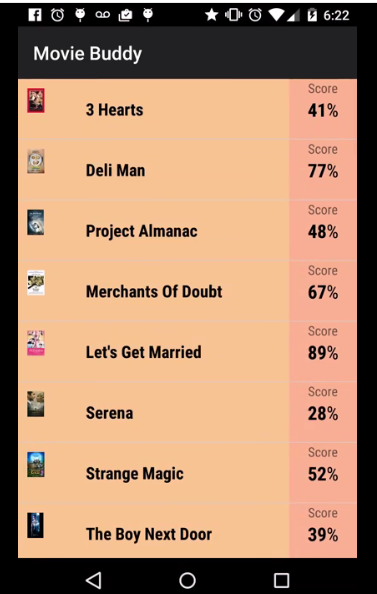 6:22
Movie Buddy
Score
3 Hearts 41%
Score
Deli Man 77%
Score
Project Almanac 48%
Score
Merchants Of Doubt 67%
Score
Let's Get Married 89%
Score
Serena 28%
Score
Strange Magic 52%
Score
The Boy Next Door 39%